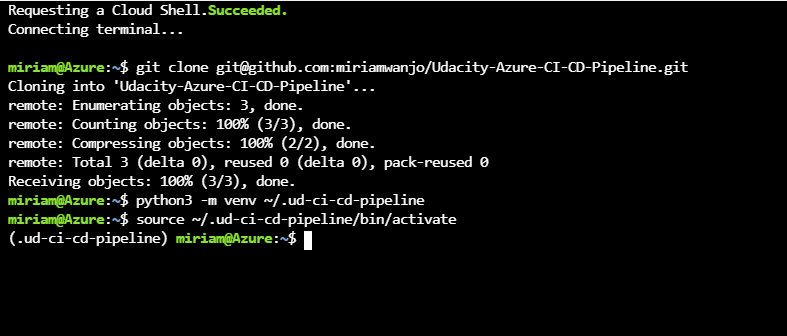 Requesting a Cloud Shell.Succeeded.
Connecting terminal...
miriam@Azure:~$ git clone git@github.com:miriamwanjo/Udacity-Azure-CI-CD-Pipeline.git
Cloning into 'Udacity-Azure-CI-CD-Pipeline'...
remote: Enumerating objects: 3, done.
remote: Counting objects: 100% (3/3), done.
remote: Compressing objects: 100% (2/2), done.
remote: Total 3 (delta 0), reused 0 (delta 0), pack-reused 0
Receiving objects: 100% (3/3), done.
miriam@Azure:~$ python3 -m venv ~/.ud-ci-cd-pipeline
miriam@Azure:~$ source ~/.ud-ci-cd-pipeline/bin/activate
(.ud-ci-cd-pipeline) miriam@Azure:~$